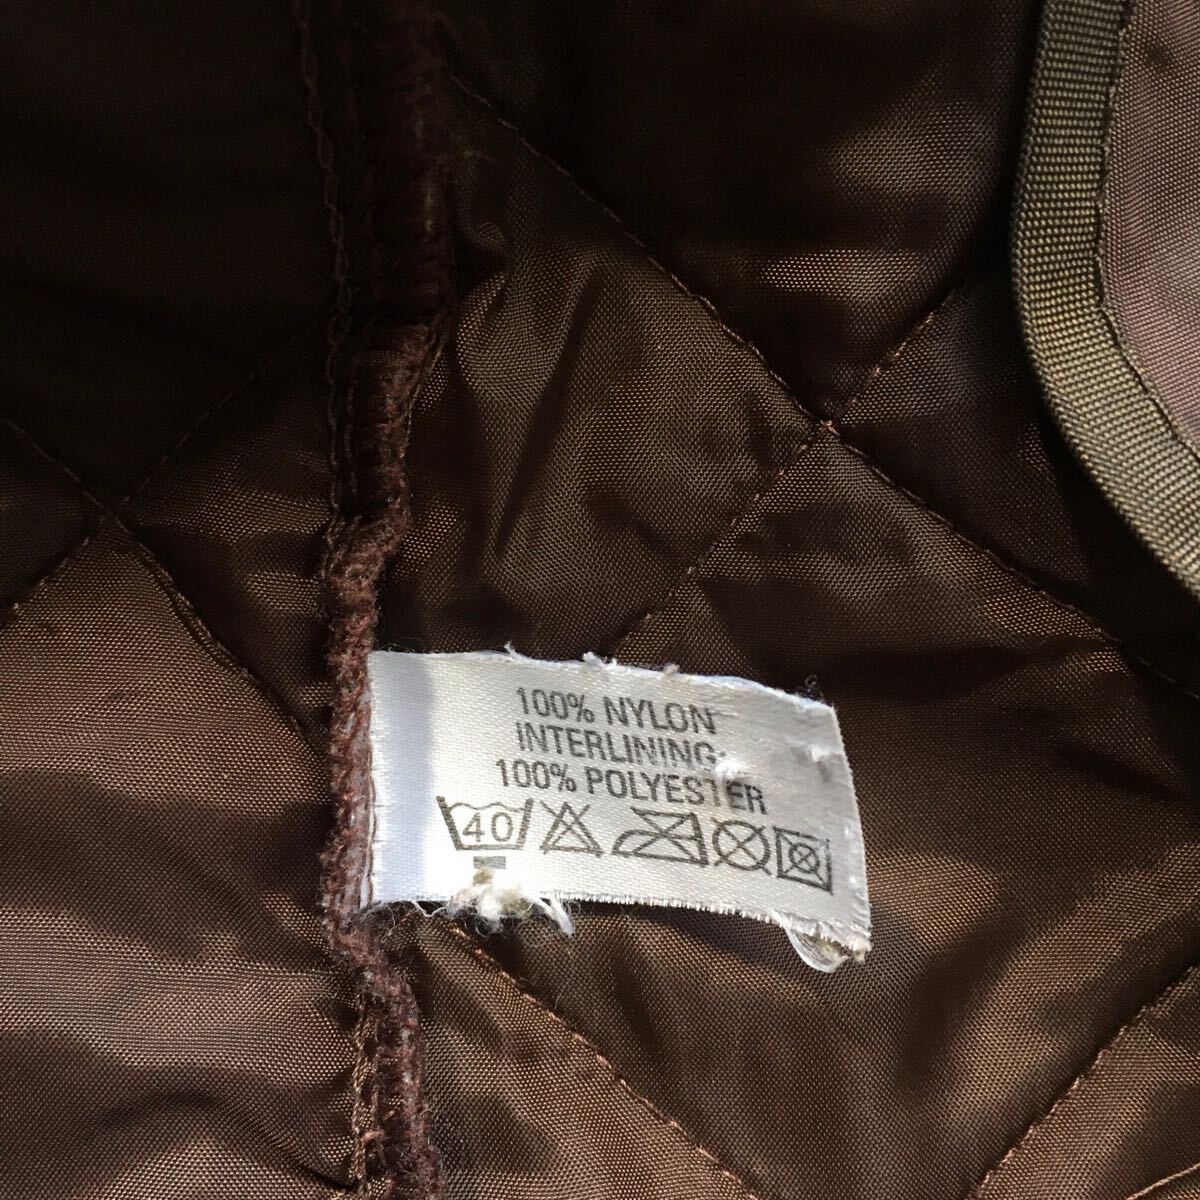 100% NYLON
INTERLINING:
100% POLYESTER
40